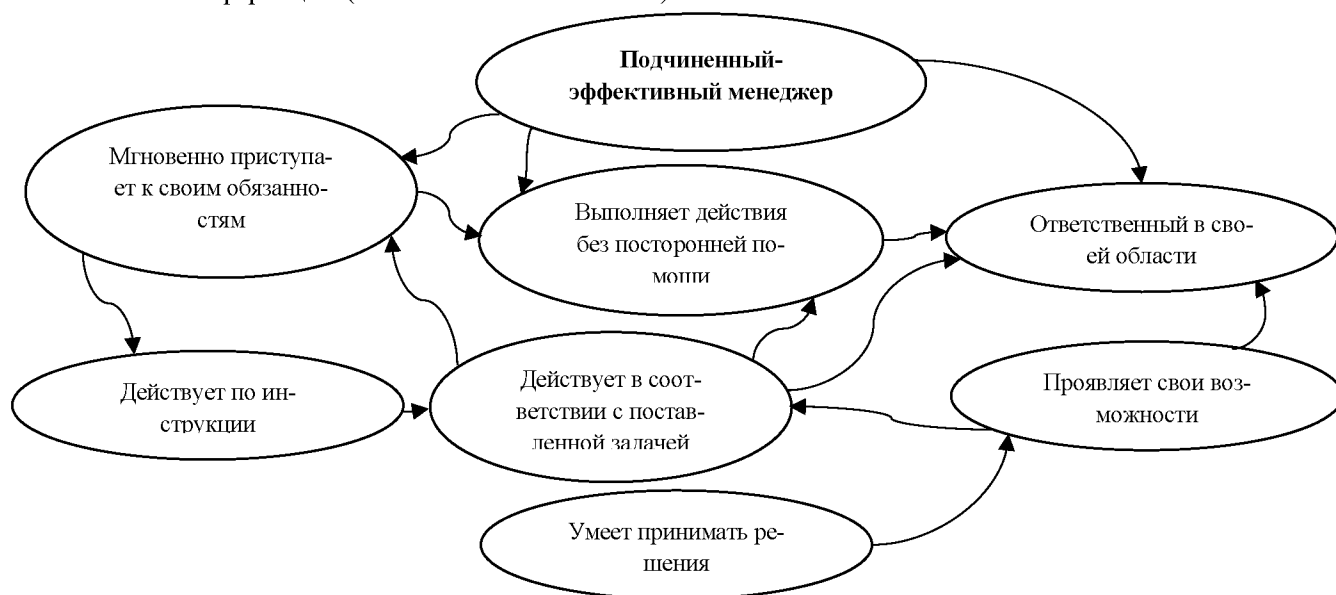 Подчиненный-
эффективный менеджер
Мгновенно приступа-
ет к своим обязанно-
стям
Выполняет действия
без посторонней по-
мощи
Ответственный в сво-
ей области
Действует по ин-
струкции
Действует в соот-
ветствии с постав-
ленной задачей
Проявляет свои воз-
можности
Умеет принимать ре-
шения